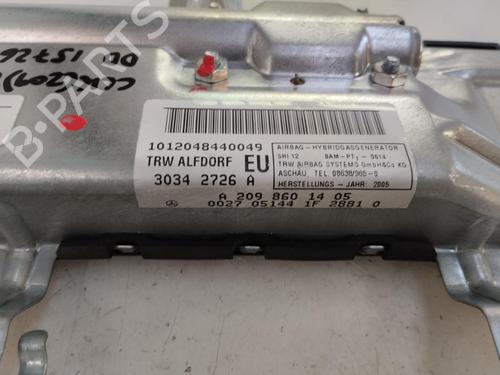 B-PARTS
1012048440049
TRW ALFDORF EU
3034 2726 A
AIRBAG-HYBRIDGASGENERATOR
SHI 12 BAM-PT1-0614
TRW AIRBAG SYSTEMS GmbH&Co KG
ASCHAU, TEL. 08638/965-0
HERSTELLUNGS-JAHR: 2005
A 209 860 14 05
0027 05144 1F 2881 0